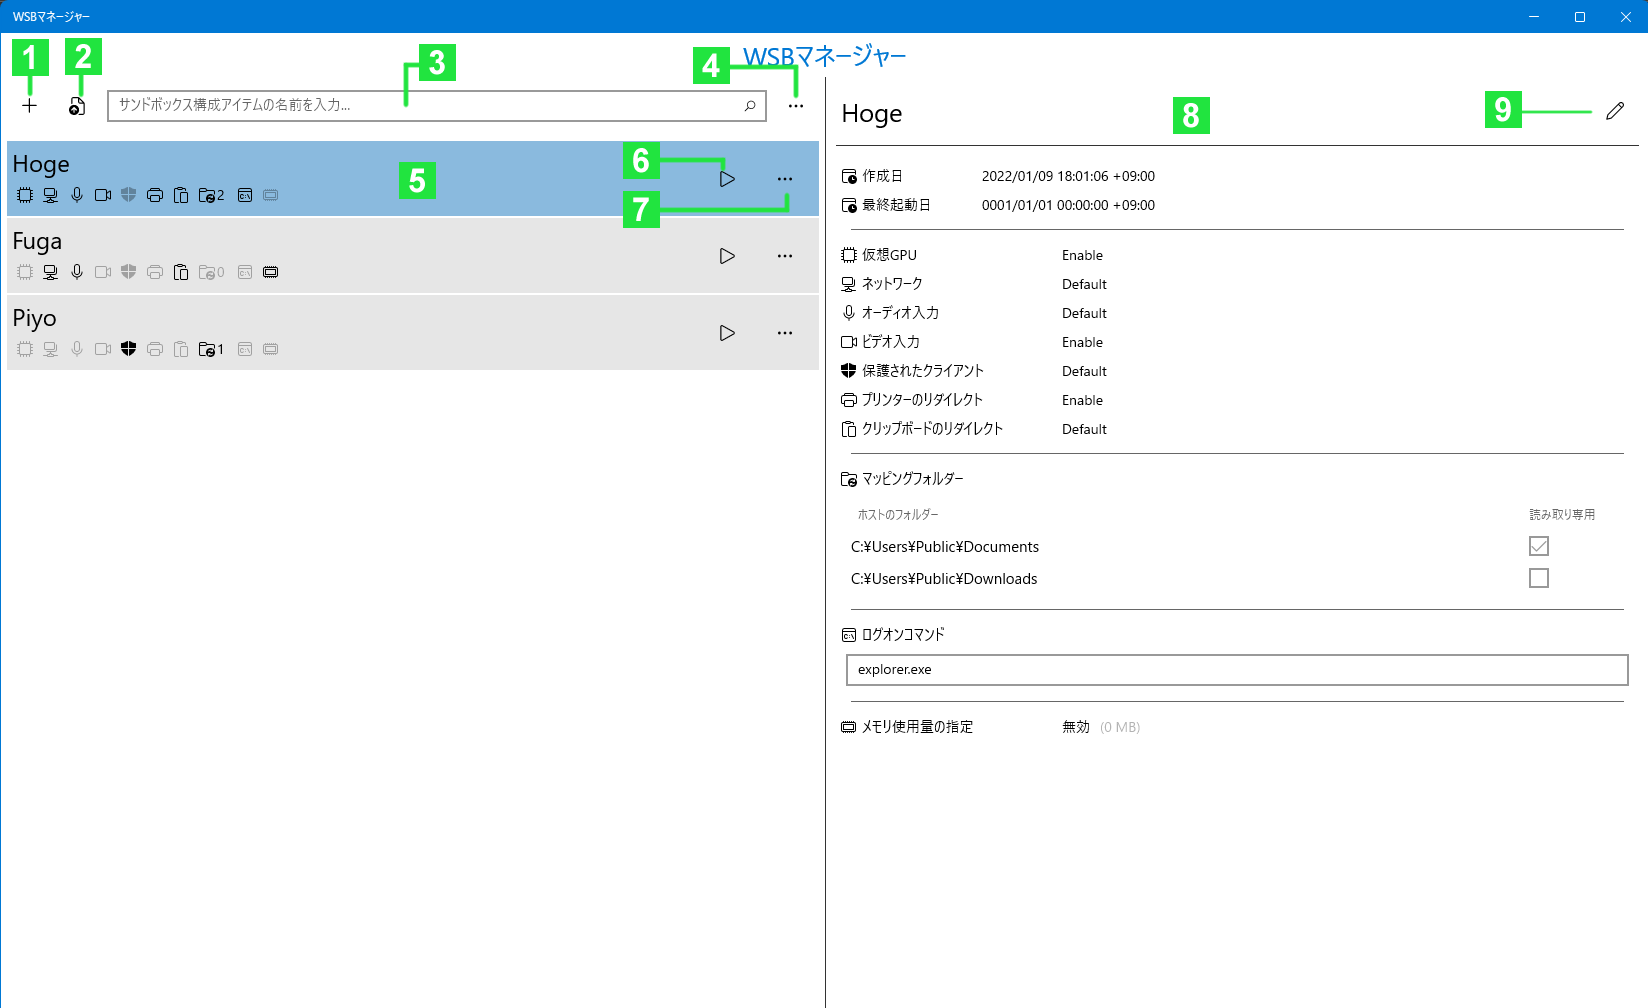 WSBマネージャー
WSBマネージャー
1
2
3
4
サンドボックス構成アイテムの名前を入力...
Hoge
5
6
7
2
Fuga
0
Piyo
1
Hoge
8
9
作成日 2022/01/09 18:01:06 +09:00
最終起動日 0001/01/01 00:00:00 +09:00
仮想GPU Enable
ネットワーク Default
オーディオ入力 Default
ビデオ入力 Enable
保護されたクライアント Default
プリンターのリダイレクト Enable
クリップボードのリダイレクト Default
マッピングフォルダー
ホストのフォルダー 読み取り専用
C:¥Users¥Public¥Documents
C:¥Users¥Public¥Downloads
ログオンコマンド
explorer.exe
メモリ使用量の指定 無効 (0 MB)